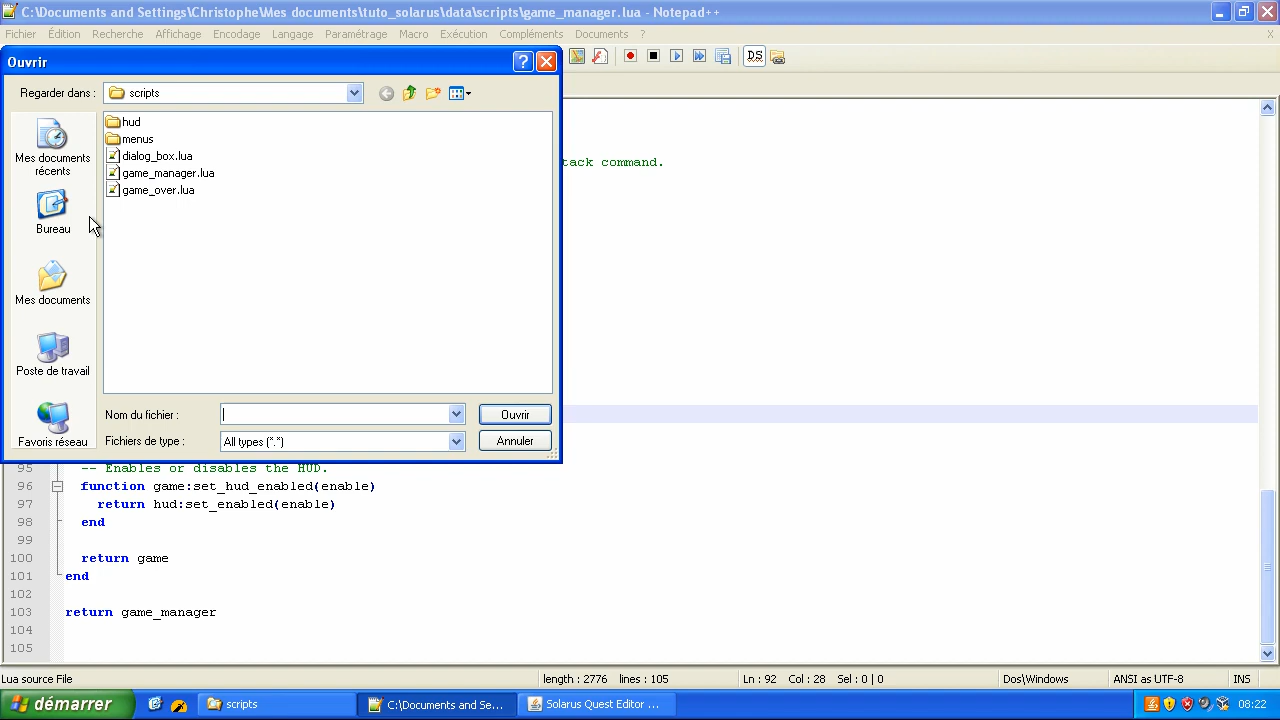 C:\Documents and Settings\Christophe\Mes documents\tuto_solarus\data\scripts\game_manager.lua - Notepad++
Fichier Édition Recherche Affichage Encodage Langage Paramétrage Macro Exécution Compléments Documents ? X
Ouvrir
Regarder dans : scripts
Mes documents récents
Bureau
Mes documents
Poste de travail
Favoris réseau
hud
menus
dialog_box.lua
game_manager.lua
game_over.lua
Nom du fichier : Ouvrir
Fichiers de type : All types (*.*) Annuler
tack command.
95 -- Enables or disables the HUD.
96 function game:set_hud_enabled(enable)
97 return hud:set_enabled(enable)
98 end
99
100 return game
101 end
102
103 return game_manager
104
105
Lua source File length : 2776 lines : 105 Ln : 92 Col : 28 Sel : 0 | 0 Dos\Windows ANSI as UTF-8 INS
démarrer scripts C:\Documents and Se... Solarus Quest Editor ... 08:22